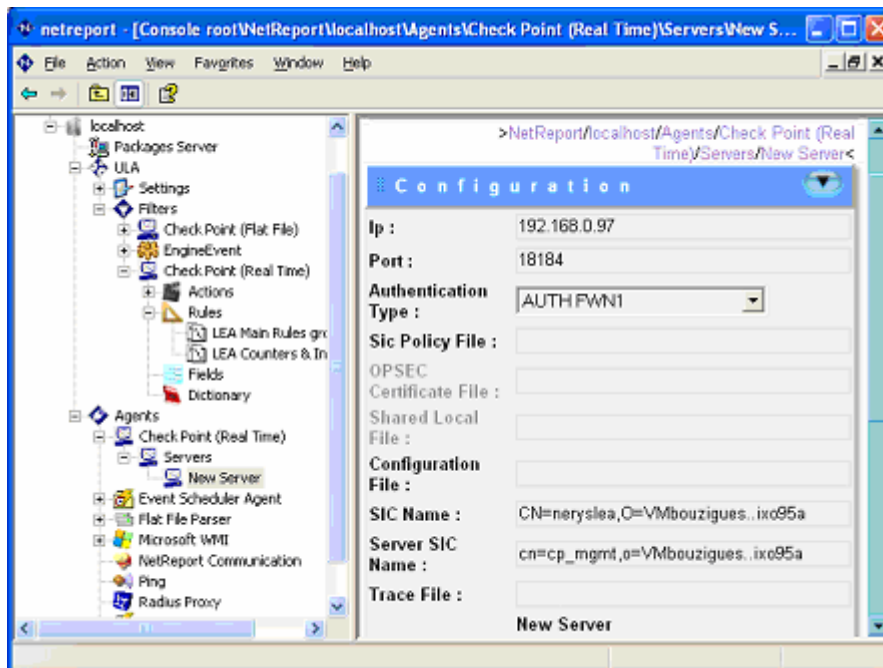 netreport - [Console root\NetReport\localhost\Agents\Check Point (Real Time)\Servers\New S...
File Action View Favorites Window Help
localhost
Packages Server
ULA
Settings
Filters
Check Point (Flat File)
EngineEvent
Check Point (Real Time)
Actions
Rules
LEA Main Rules gro
LEA Counters & In
Fields
Dictionary
Agents
Check Point (Real Time)
Servers
New Server
Event Scheduler Agent
Flat File Parser
Microsoft WMI
NetReport Communication
Ping
Radius Proxy
>NetReport/localhost/Agents/Check Point (Real
Time)/Servers/New Server<
Configuration
Ip : 192.168.0.97
Port : 18184
Authentication
Type : AUTH FWN1
Sic Policy File :
OPSEC
Certificate File :
Shared Local
File :
Configuration
File :
SIC Name : CN=neryslea,O=VMbouzigues..ixo95a
Server SIC
Name : cn=cp_mgmt,o=VMbouzigues..ixo95a
Trace File :
New Server